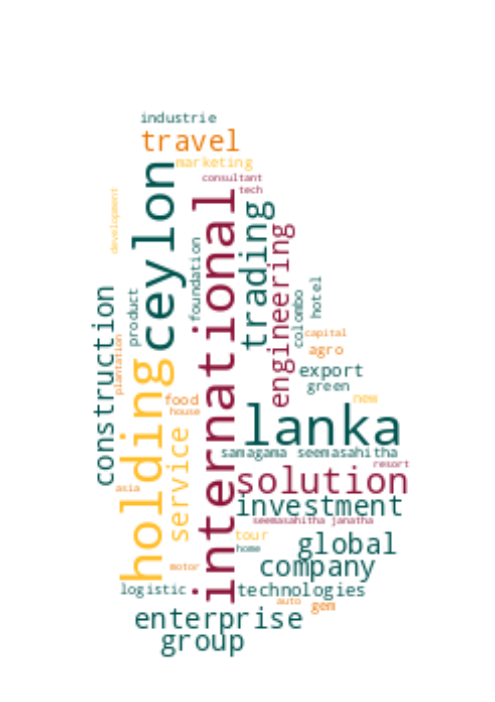 industrie
travel
marketing
consultant
tech
development
ceylon
international
trading
foundation
engineering
construction
product
colombo
hotel
capital
agro
plantation
holding
export
green
food
new
house
lanka
service
samagama seemasahitha
resort
solution
asia
investment
seemasahitha janatha
tour
global
home
company
motor
logistic
technologies
auto
gem
enterprise
group